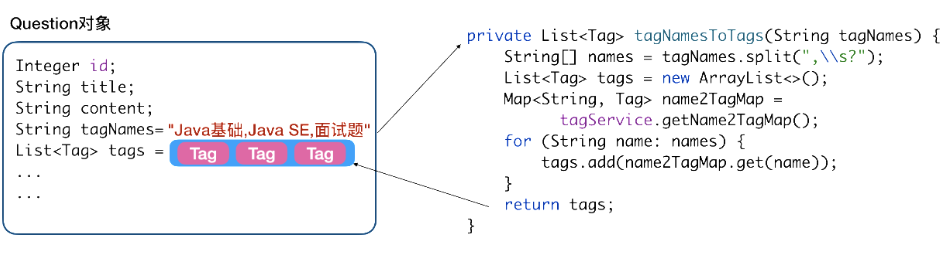 Question对象
Integer id;
String title;
String content;
String tagNames= "Java基础,Java SE,面试题"
List<Tag> tags = Tag Tag Tag
...
...
private List<Tag> tagNamesToTags(String tagNames) {
    String[] names = tagNames.split(",\\s?");
    List<Tag> tags = new ArrayList<>();
    Map<String, Tag> name2TagMap =
        tagService.getName2TagMap();
    for (String name: names) {
        tags.add(name2TagMap.get(name));
    }
    return tags;
}